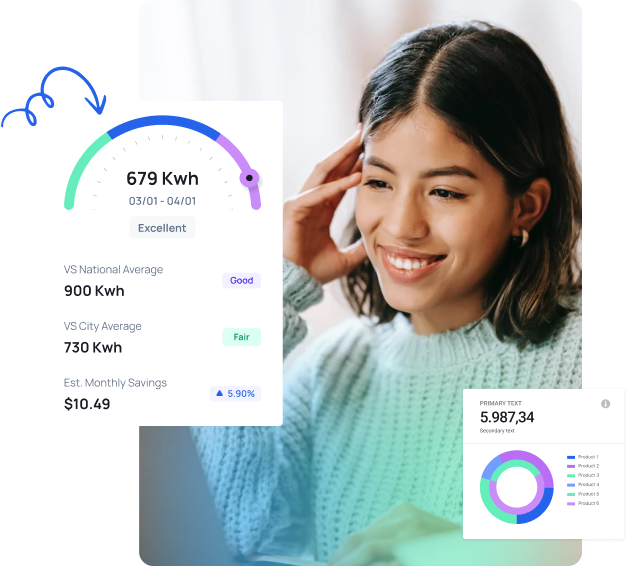 679 Kwh
03/01 - 04/01
Excellent
VS National Average
900 Kwh
Good
VS City Average
730 Kwh
Fair
Est. Monthly Savings
$10.49
5.90%
PRIMARY TEXT
5.987,34
Secondary text
Product 1
Product 2
Product 3
Product 4
Product 5
Product 6